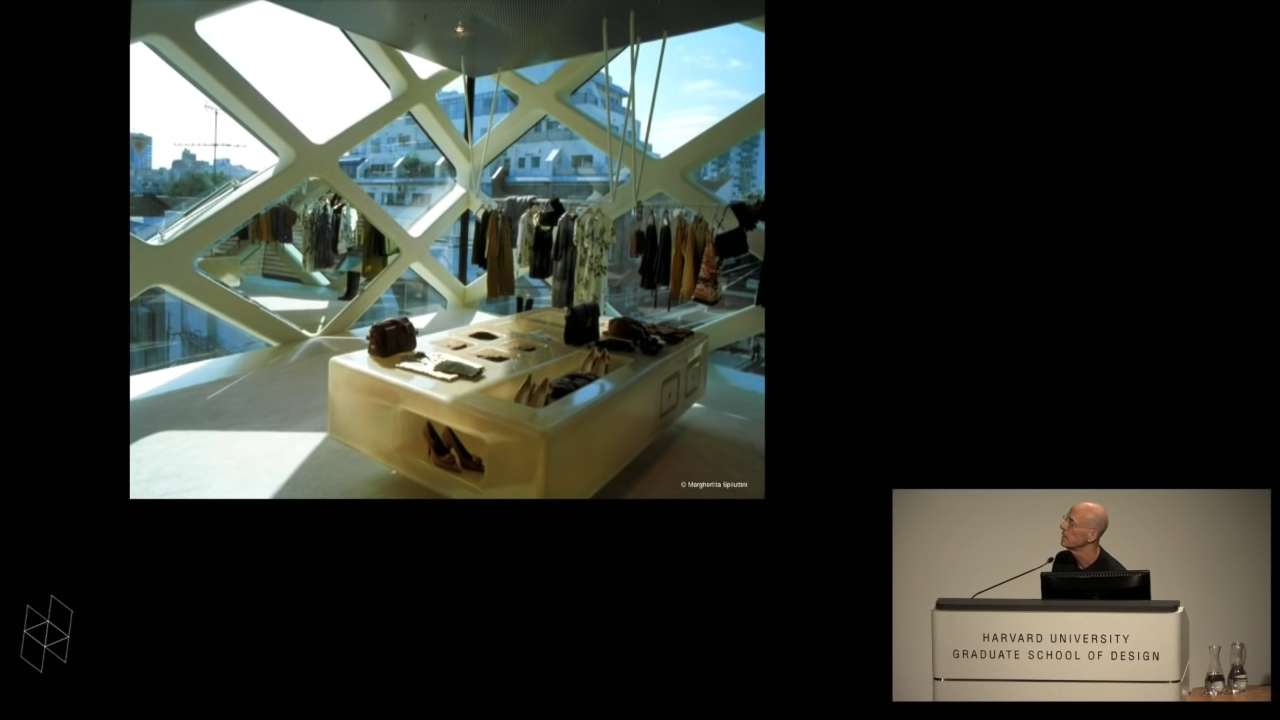 © Margherita Spiluttini
HARVARD UNIVERSITY
GRADUATE SCHOOL OF DESIGN